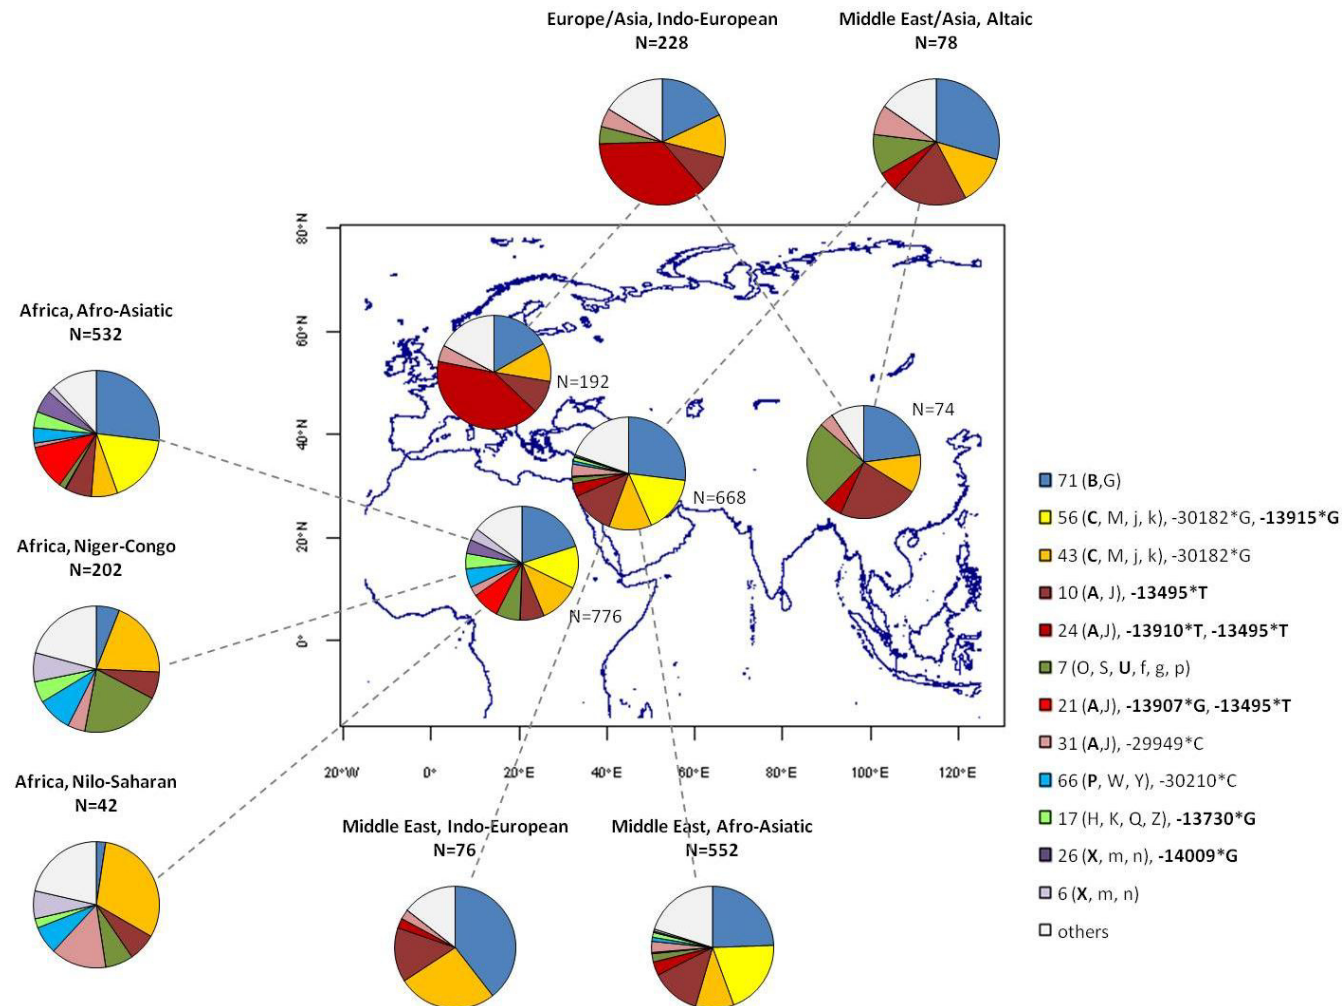 Europe/Asia, Indo-European
N=228
Middle East/Asia, Altaic
N=78
Africa, Afro-Asiatic
N=532
Africa, Niger-Congo
N=202
Africa, Nilo-Saharan
N=42
80°N
60°N
40°N
20°N
0°
N=192
N=74
N=668
N=776
20°W
0°
20°E
40°E
60°E
80°E
100°E
120°E
Middle East, Indo-European
N=76
Middle East, Afro-Asiatic
N=552
71 (B,G)
56 (C, M, j, k), -30182*G, -13915*G
43 (C, M, j, k), -30182*G
10 (A, J), -13495*T
24 (A,J), -13910*T, -13495*T
7 (O, S, U, f, g, p)
21 (A,J), -13907*G, -13495*T
31 (A,J), -29949*C
66 (P, W, Y), -30210*C
17 (H, K, Q, Z), -13730*G
26 (X, m, n), -14009*G
6 (X, m, n)
others